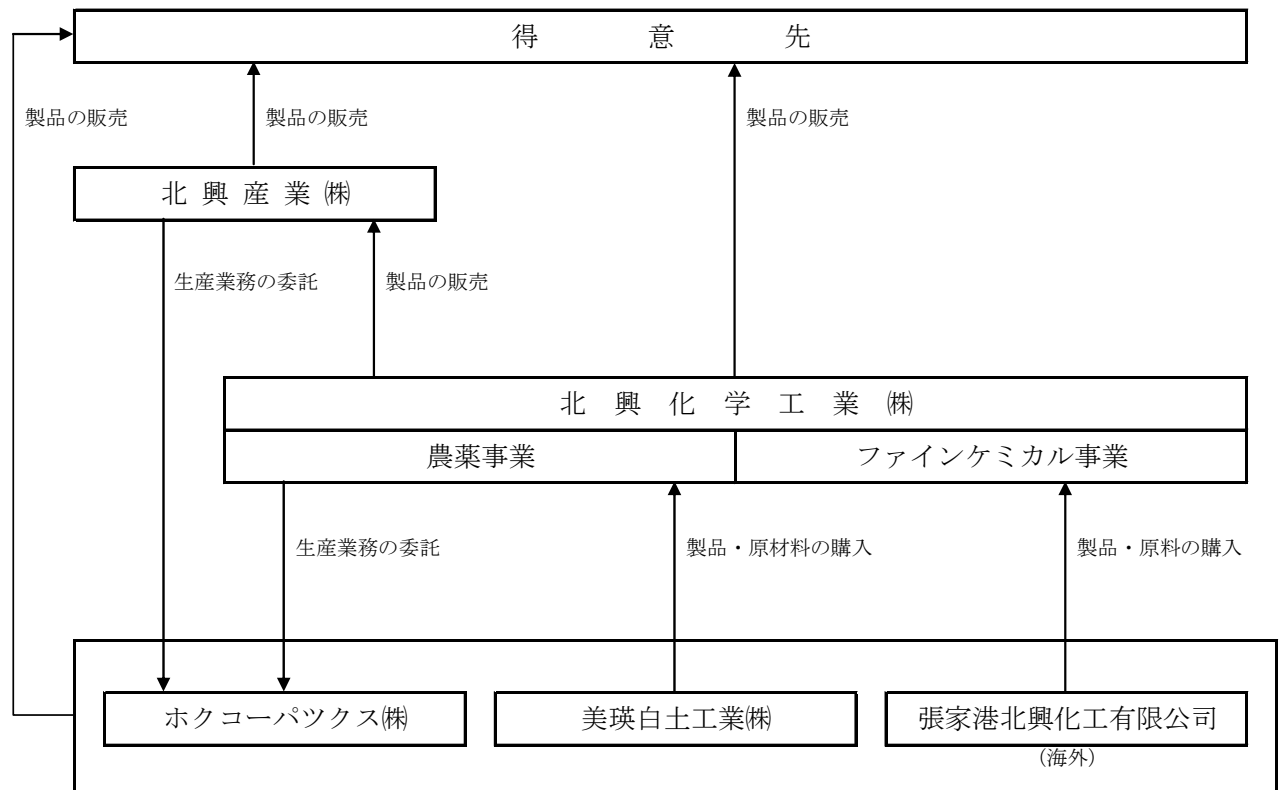 得意先
製品の販売
製品の販売
製品の販売
北興産業㈱
生産業務の委託
製品の販売
北興化学工業㈱
農薬事業
ファインケミカル事業
生産業務の委託
製品・原材料の購入
製品・原料の購入
ホクコーパツクス㈱
美瑛白土工業㈱
張家港北興化工有限公司
(海外)